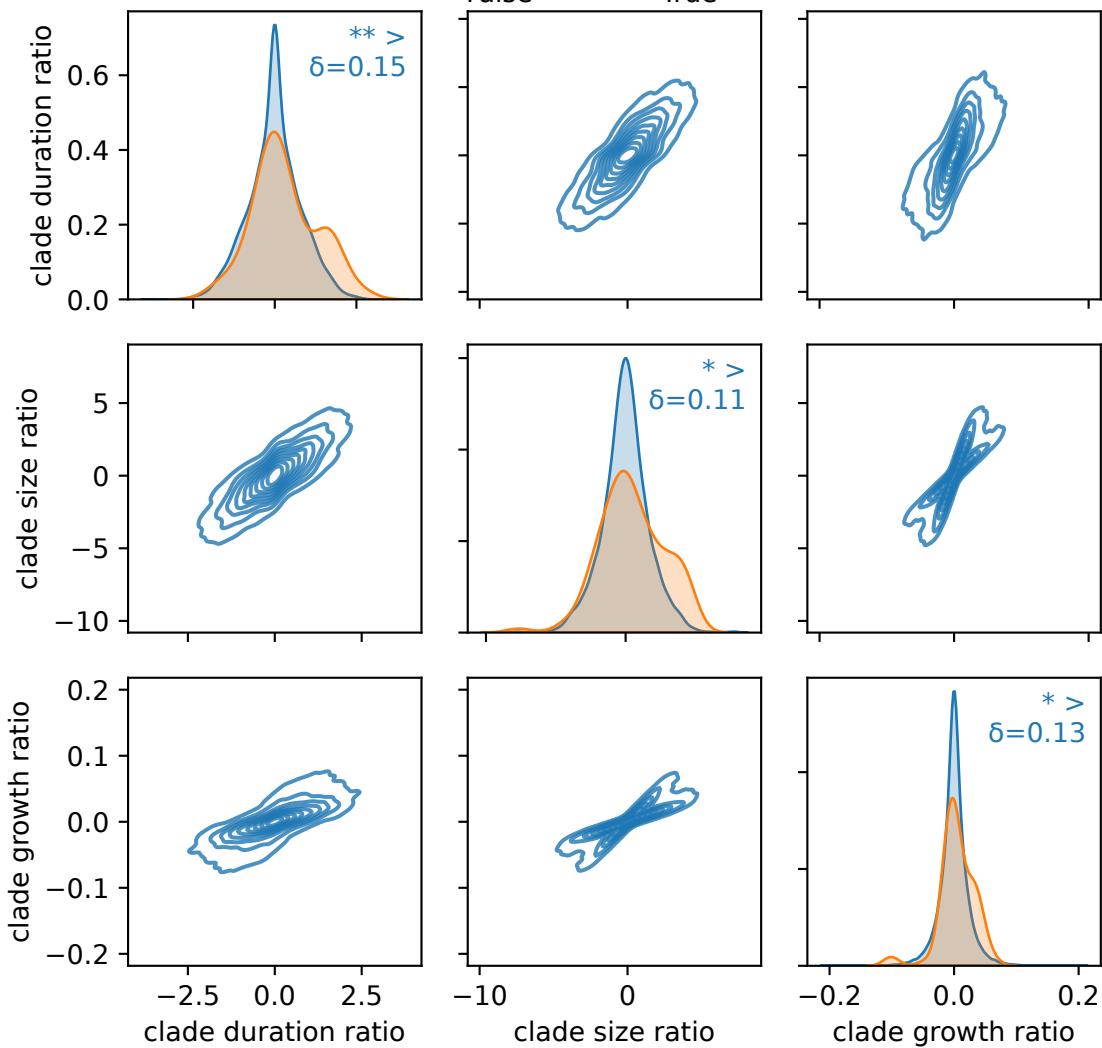 clade duration ratio
0.6
0.4
0.2
0.0
** >
δ=0.15
clade size ratio
5
0
−5
−10
* >
δ=0.11
clade growth ratio
0.2
0.1
0.0
−0.1
−0.2
* >
δ=0.13
−2.5 0.0 2.5
−10 0
−0.2 0.0 0.2
clade duration ratio
clade size ratio
clade growth ratio